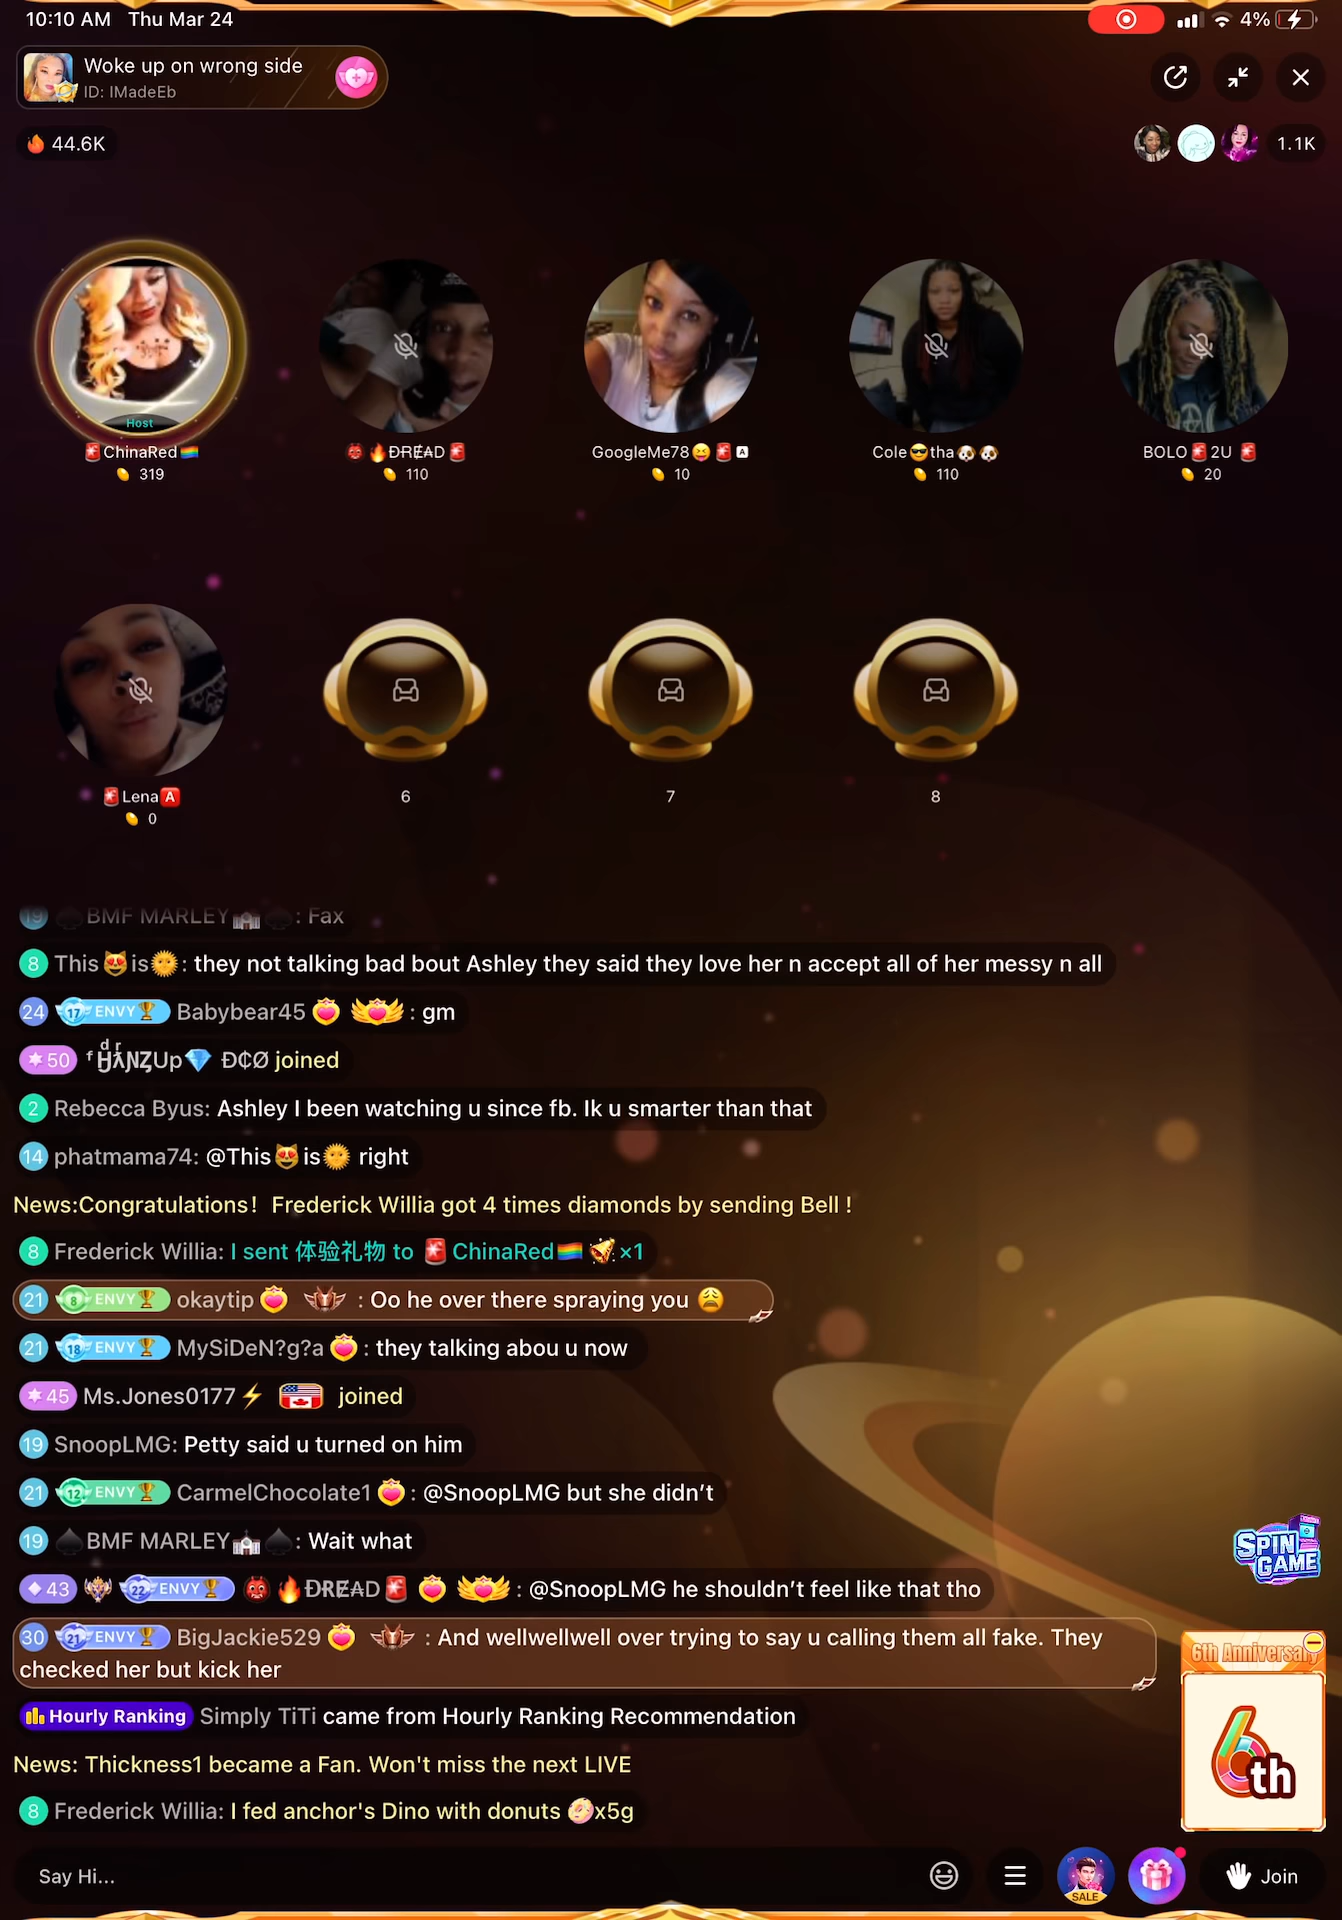 10:10 AM Thu Mar 24
4%
Woke up on wrong side
ID: IMadeEb
🔥 44.6K
1.1K
Host
🚨ChinaRed🏳️‍🌈
319
👹🔥ĐREAD🚨
110
GoogleMe78😝🚨🅰
10
Cole😎tha🐶🐶
110
BOLO🚨2U 🚨
20
🚨Lena🅰
0
6
7
8
19 ♠BMF MARLEY💒♠: Fax
8 This😻is🌞: they not talking bad bout Ashley they said they love her n accept all of her messy n all
24 17 ENVY🏆 Babybear45 : gm
50 Up💎 Đ₵Ø joined
2 Rebecca Byus: Ashley I been watching u since fb. Ik u smarter than that
14 phatmama74: @This😻is🌞 right
News:Congratulations！ Frederick Willia got 4 times diamonds by sending Bell !
8 Frederick Willia: I sent 体验礼物 to 🚨ChinaRed🏳️‍🌈 ×1
21 8 ENVY🏆 okaytip : Oo he over there spraying you 😩
21 18 ENVY🏆 MySiDeN?g?a : they talking abou u now
45 Ms.Jones0177⚡ joined
19 SnoopLMG: Petty said u turned on him
21 12 ENVY🏆 CarmelChocolate1 : @SnoopLMG but she didn't
19 ♠BMF MARLEY💒♠: Wait what
43 22 ENVY🏆 👹🔥ĐREAD🚨 : @SnoopLMG he shouldn't feel like that tho
30 21 ENVY🏆 BigJackie529 : And wellwellwell over trying to say u calling them all fake. They
checked her but kick her
Hourly Ranking Simply TiTi came from Hourly Ranking Recommendation
News: Thickness1 became a Fan. Won't miss the next LIVE
8 Frederick Willia: I fed anchor's Dino with donuts 🍩x5g
SPIN
GAME
6th Anniversary
6th
Say Hi...
SALE
Join